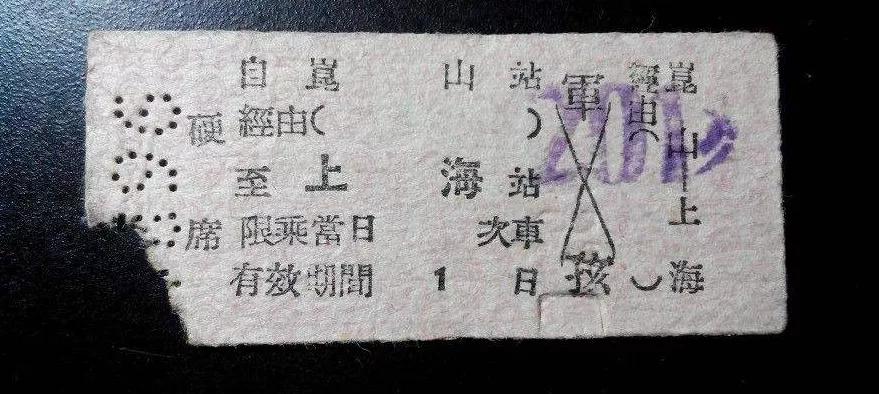 自崑山站
經由( )
至上海站
限乘當日 次車
有效期間 1 日
硬席
軍
孩
崑山—上海
經由( )